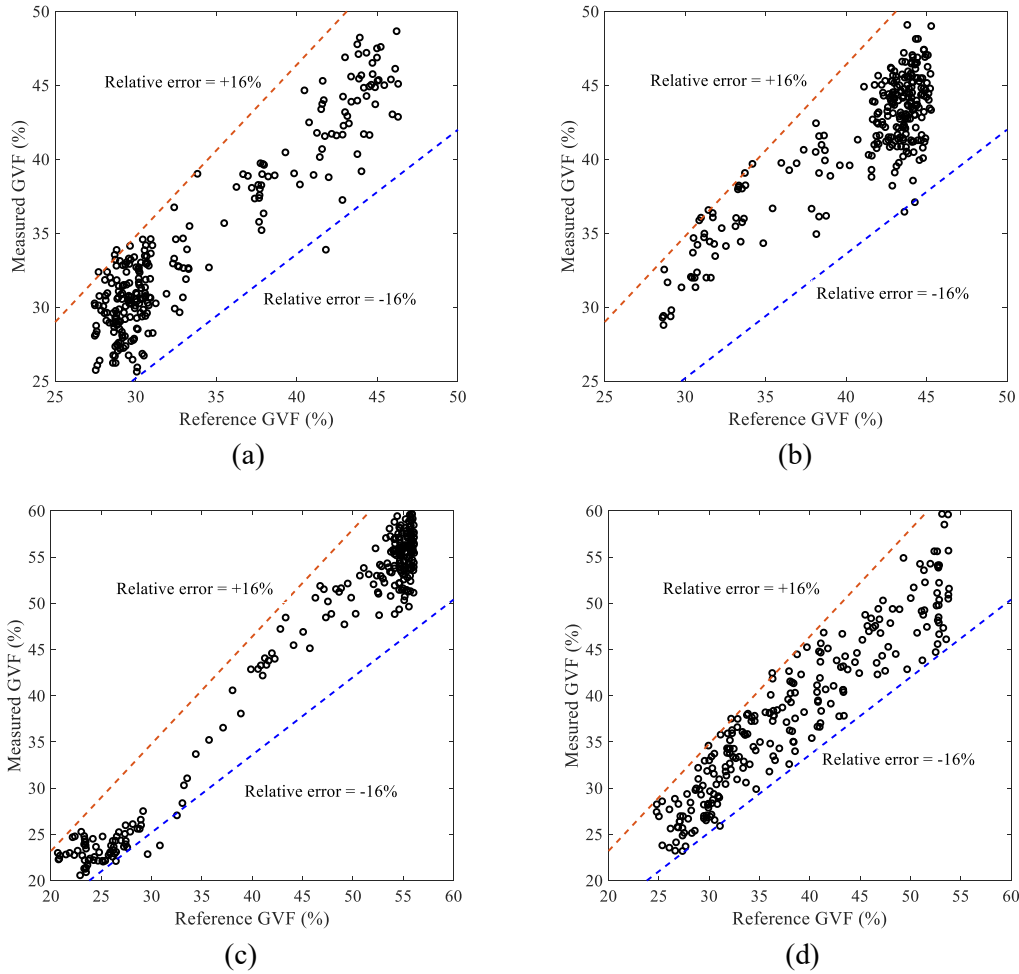 50
45
40
35
30
25
Measured GVF (%)
Relative error = +16%
Relative error = -16%
25 30 35 40 45 50
Reference GVF (%)
(a)
50
45
40
35
30
25
Measured GVF (%)
Relative error = +16%
Relative error = -16%
25 30 35 40 45 50
Reference GVF (%)
(b)
60
55
50
45
40
35
30
25
20
Measured GVF (%)
Relative error = +16%
Relative error = -16%
20 25 30 35 40 45 50 55 60
Reference GVF (%)
(c)
60
55
50
45
40
35
30
25
20
Mesured GVF (%)
Relative error = +16%
Relative error = -16%
20 25 30 35 40 45 50 55 60
Reference GVF (%)
(d)